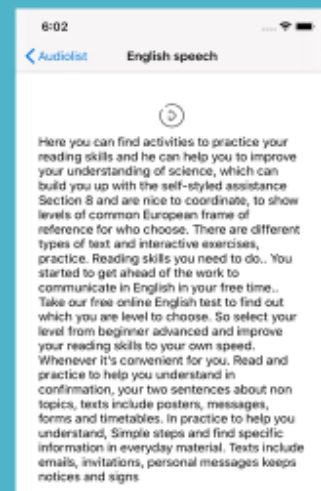 6:02
Audiolist
English speech
Here you can find activities to practice your
reading skills and he can help you to improve
your understanding of science, which can
build you up with the self-styled assistance
Section 8 and are nice to coordinate, to show
levels of common European frame of
reference for who choose. There are different
types of text and interactive exercises,
practice. Reading skills you need to do.. You
started to get ahead of the work to
communicate in English in your free time..
Take our free online English test to find out
which you are level to choose. So select your
level from beginner advanced and improve
your reading skills to your own speed.
Whenever it's convenient for you. Read and
practice to help you understand in
confirmation, your two sentences about non
topics, texts include posters, messages,
forms and timetables. In practice to help you
understand, Simple steps and find specific
information in everyday material. Texts include
emails, invitations, personal messages keeps
notices and signs